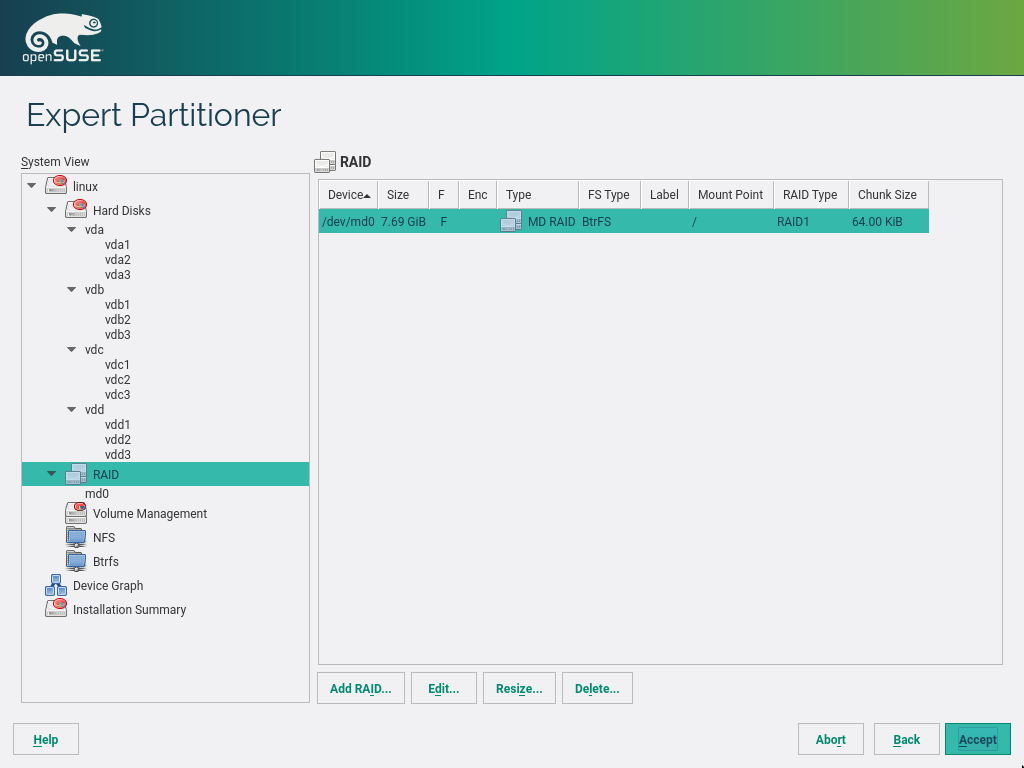 openSUSE
Expert Partitioner
System View
linux
Hard Disks
vda
vda1
vda2
vda3
vdb
vdb1
vdb2
vdb3
vdc
vdc1
vdc2
vdc3
vdd
vdd1
vdd2
vdd3
RAID
md0
Volume Management
NFS
Btrfs
Device Graph
Installation Summary
RAID
Device Size F Enc Type FS Type Label Mount Point RAID Type Chunk Size
/dev/md0 7.69 GiB F MD RAID BtrFS / RAID1 64.00 KiB
Add RAID... Edit... Resize... Delete...
Help Abort Back Accept